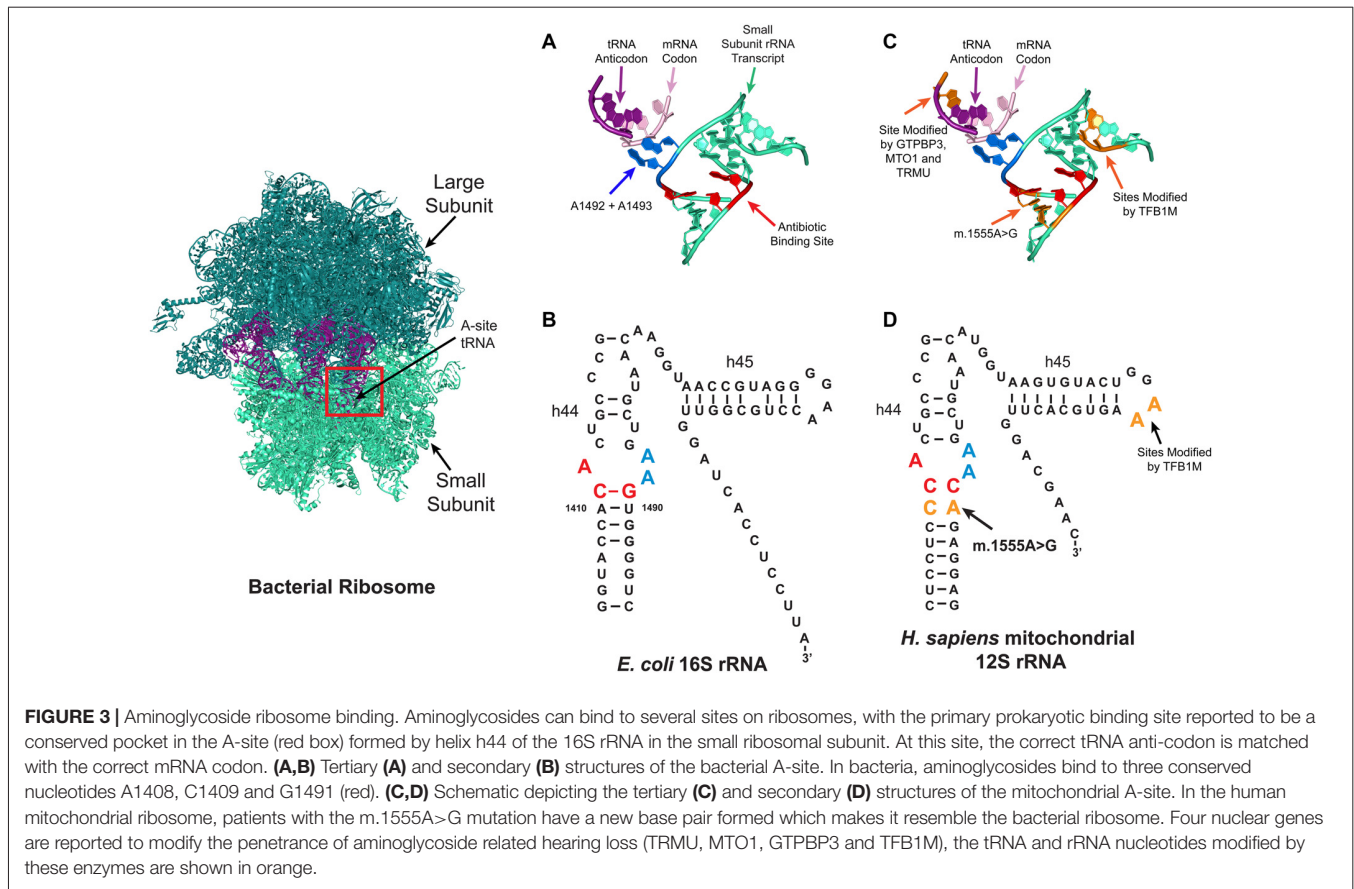 Large
Subunit
A-site
tRNA
Small
Subunit
Bacterial Ribosome
A
tRNA
Anticodon
mRNA
Codon
Small
Subunit rRNA
Transcript
A1492 + A1493
Antibiotic
Binding Site
C
tRNA
Anticodon
mRNA
Codon
Site Modified
by GTPBP3,
MTO1 and
TRMU
Sites Modified
by TFB1M
m.1555A>G
B
h44
h45
A A C C G U A G G
U U G G C G U C C
G G A A
A
C – G
1410
1490
A A
G G U A C C A
C U G G G G U
G A U C A C C U C C U U A
3'
E. coli 16S rRNA
D
h44
h45
A A G U G U A C U
U U C A C G U G A
G G A A
Sites Modified
by TFB1M
A
C C
C A
A A
m.1555A>G
C U C C U C
G A G G A G
G G A C G A A C
3'
H. sapiens mitochondrial
12S rRNA
FIGURE 3 | Aminoglycoside ribosome binding. Aminoglycosides can bind to several sites on ribosomes, with the primary prokaryotic binding site reported to be a
conserved pocket in the A-site (red box) formed by helix h44 of the 16S rRNA in the small ribosomal subunit. At this site, the correct tRNA anti-codon is matched
with the correct mRNA codon. (A,B) Tertiary (A) and secondary (B) structures of the bacterial A-site. In bacteria, aminoglycosides bind to three conserved
nucleotides A1408, C1409 and G1491 (red). (C,D) Schematic depicting the tertiary (C) and secondary (D) structures of the mitochondrial A-site. In the human
mitochondrial ribosome, patients with the m.1555A>G mutation have a new base pair formed which makes it resemble the bacterial ribosome. Four nuclear genes
are reported to modify the penetrance of aminoglycoside related hearing loss (TRMU, MTO1, GTPBP3 and TFB1M), the tRNA and rRNA nucleotides modified by
these enzymes are shown in orange.